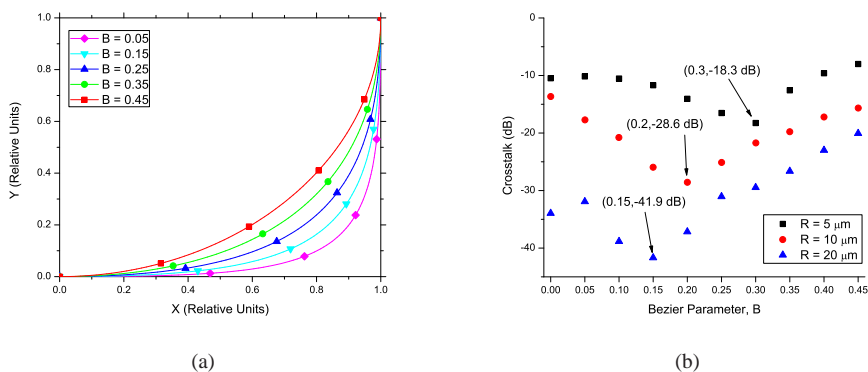 1.0
0.8
0.6
0.4
0.2
0.0
Y (Relative Units)
B = 0.05
B = 0.15
B = 0.25
B = 0.35
B = 0.45
0.0 0.2 0.4 0.6 0.8 1.0
X (Relative Units)
(a)
0
-10
-20
-30
-40
Crosstalk (dB)
(0.3,-18.3 dB)
(0.2,-28.6 dB)
(0.15,-41.9 dB)
R = 5 μm
R = 10 μm
R = 20 μm
0.00 0.05 0.10 0.15 0.20 0.25 0.30 0.35 0.40 0.45
Bezier Parameter, B
(b)